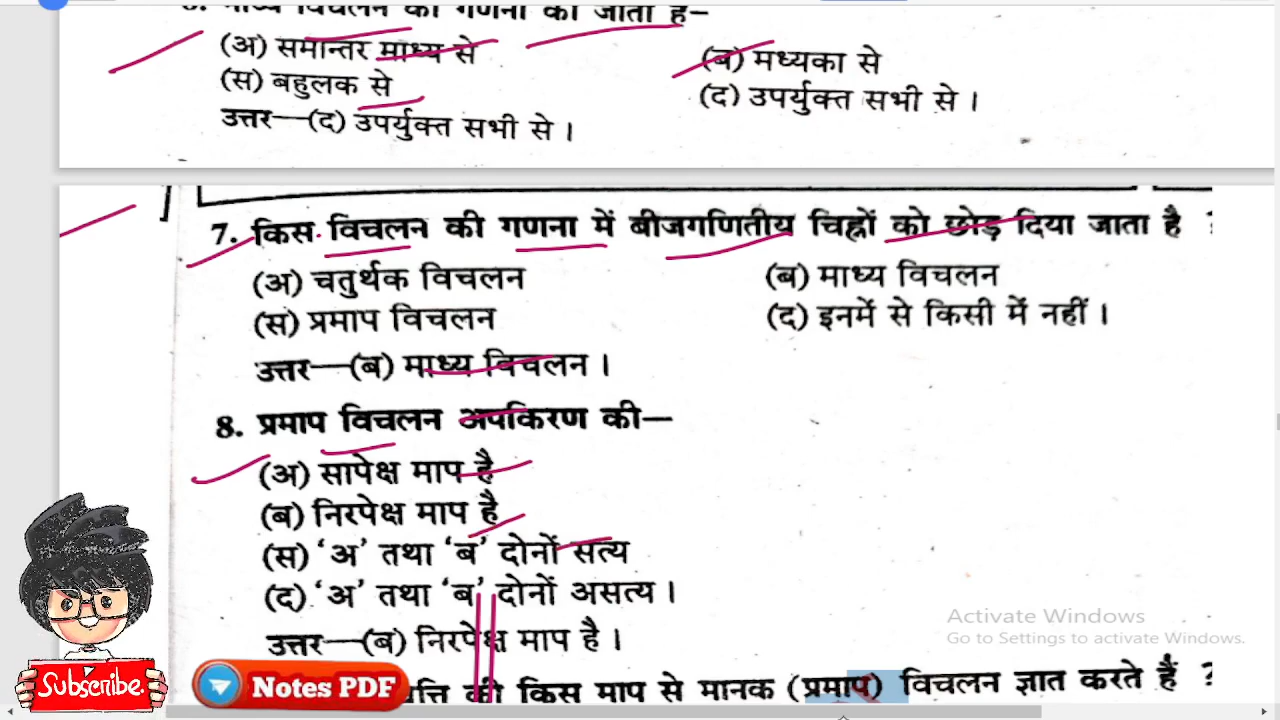 विचलन की गणना की जाती है–
(अ) समान्तर माध्य से
(ब) मध्यका से
(स) बहुलक से
(द) उपर्युक्त सभी से ।
उत्तर—(द) उपर्युक्त सभी से ।
7. किस विचलन की गणना में बीजगणितीय चिह्नों को छोड़ दिया जाता है ?
(अ) चतुर्थक विचलन
(ब) माध्य विचलन
(स) प्रमाप विचलन
(द) इनमें से किसी में नहीं ।
उत्तर—(ब) माध्य विचलन ।
8. प्रमाप विचलन अपकिरण की—
(अ) सापेक्ष माप है
(ब) निरपेक्ष माप है
(स) ‘अ’ तथा ‘ब’ दोनों सत्य
(द) ‘अ’ तथा ‘ब’ दोनों असत्य ।
उत्तर—(ब) निरपेक्ष माप है ।
की किस माप से मानक (प्रमाप) विचलन ज्ञात करते हैं ?
Activate Windows
Go to Settings to activate Windows.
Subscribe.
Notes PDF